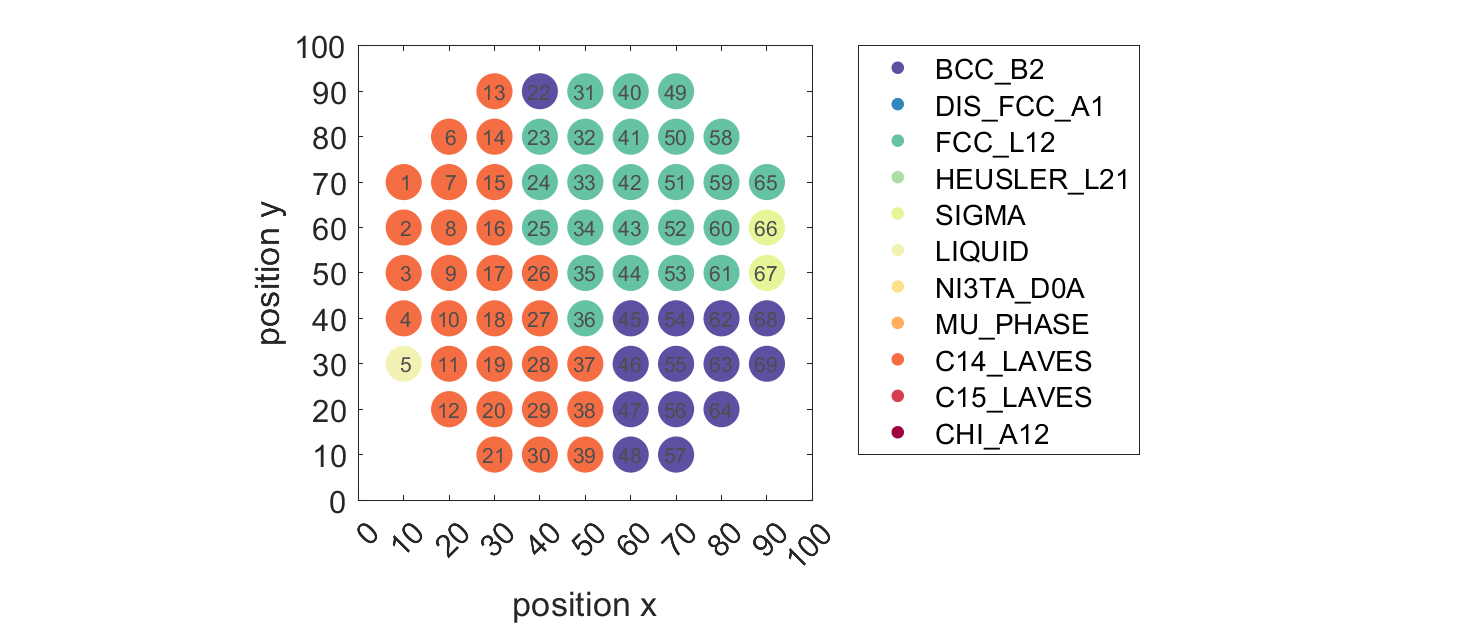 100
90
80
70
60
50
40
30
20
10
0
position y
13 22 31 40 49
6 14 23 32 41 50 58
1 7 15 24 33 42 51 59 65
2 8 16 25 34 43 52 60 66
3 9 17 26 35 44 53 61 67
4 10 18 27 36 45 54 62 68
5 11 19 28 37 46 55 63 69
12 20 29 38 47 56 64
21 30 39 48 57
0 10 20 30 40 50 60 70 80 90 100
position x
BCC_B2
DIS_FCC_A1
FCC_L12
HEUSLER_L21
SIGMA
LIQUID
NI3TA_D0A
MU_PHASE
C14_LAVES
C15_LAVES
CHI_A12